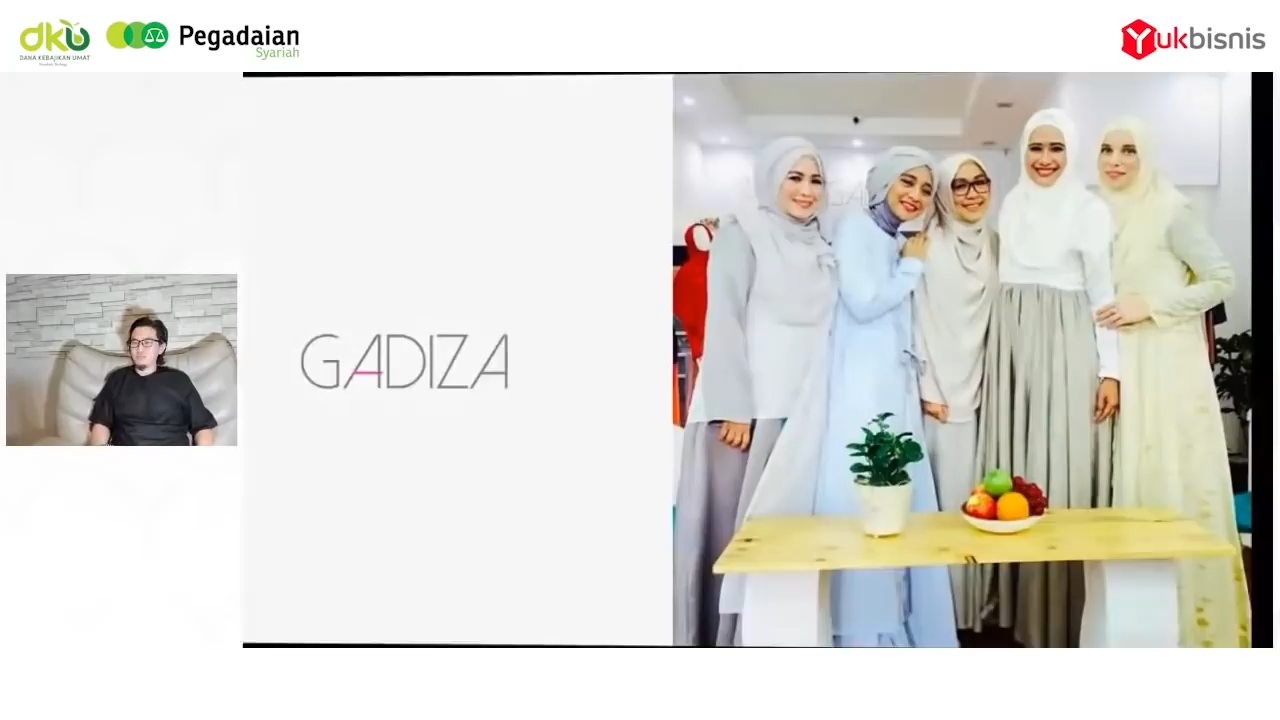 dku
DANA KEBAJIKAN UMAT
Pegadaian
Syariah
Yukbisnis
GADIZA